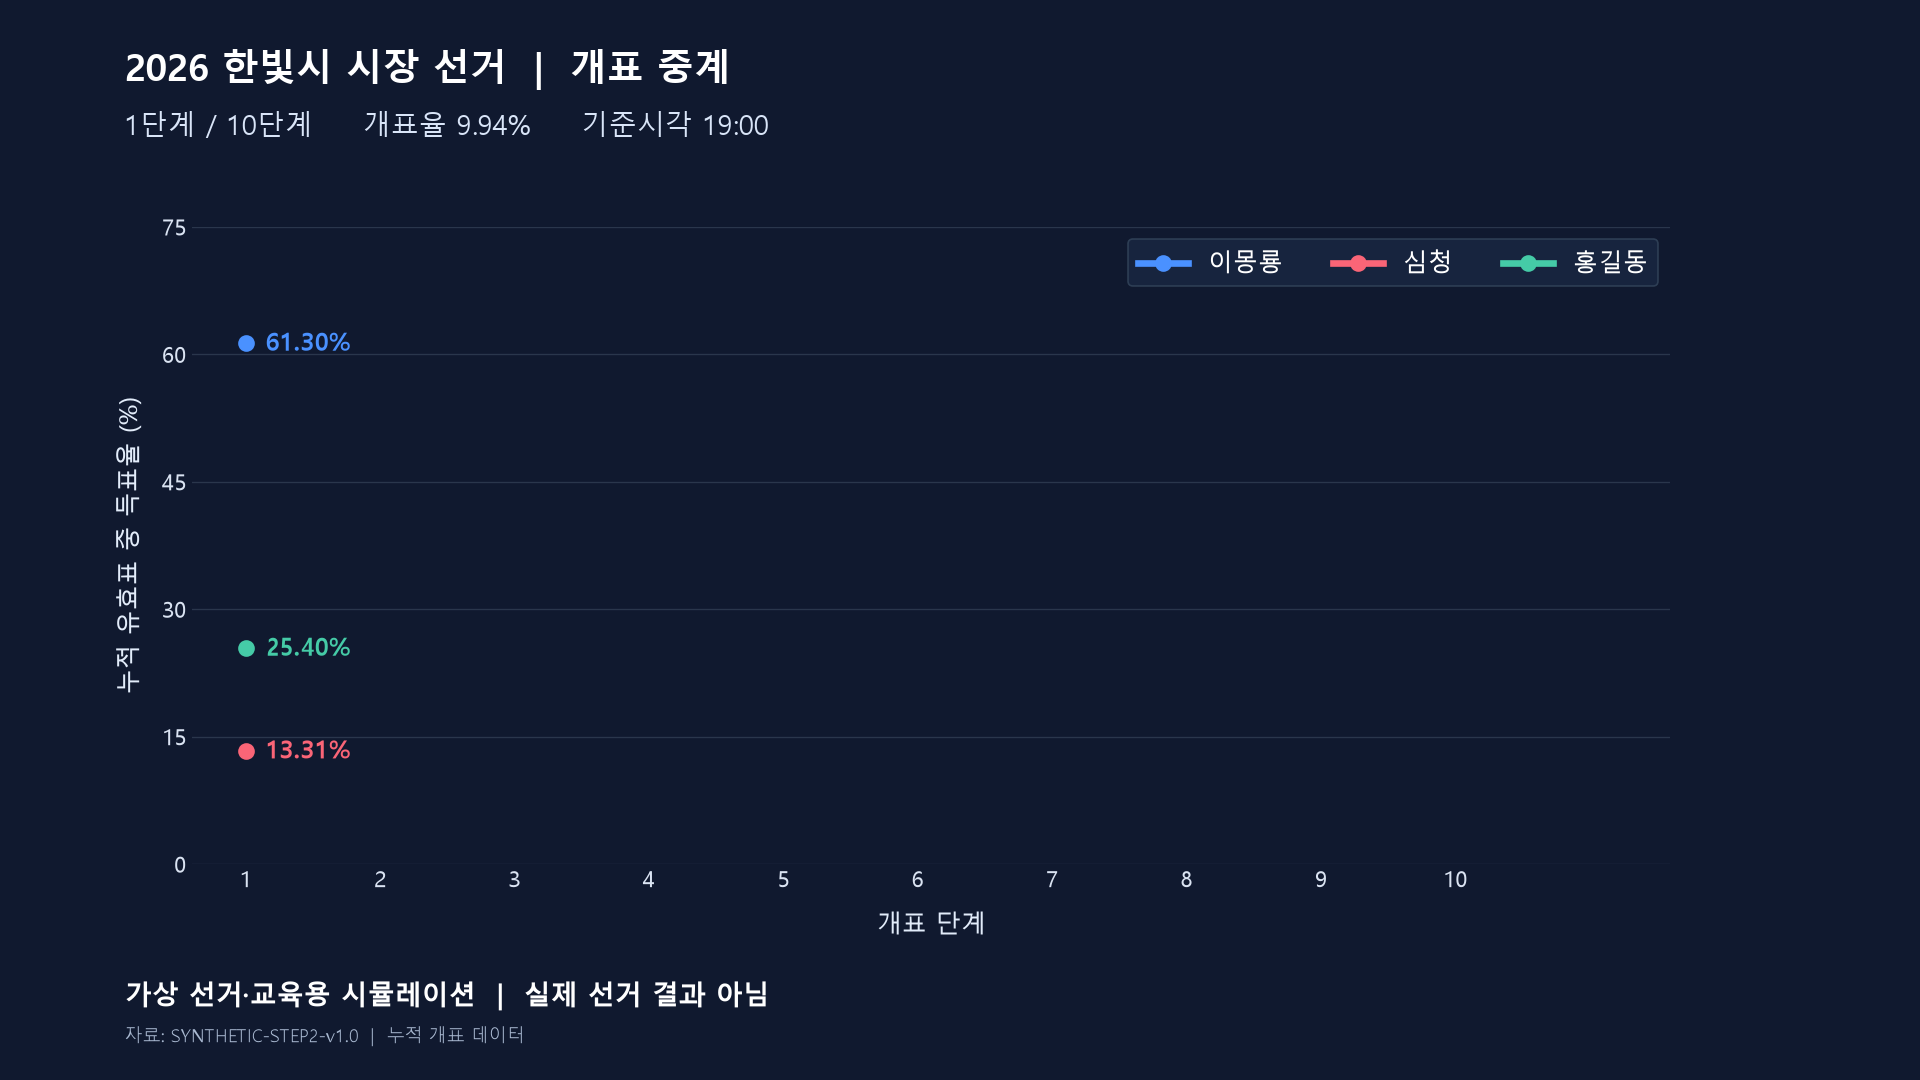 2026 한빛시 시장 선거 | 개표 중계
1단계 / 10단계 개표율 9.94% 기준시각 19:00
75
이몽룡 심청 홍길동
61.30%
60
누적 유효표 중 득표율 (%)
45
30
25.40%
15
13.31%
0
1 2 3 4 5 6 7 8 9 10
개표 단계
가상 선거·교육용 시뮬레이션 | 실제 선거 결과 아님
자료: SYNTHETIC-STEP2-v1.0 | 누적 개표 데이터